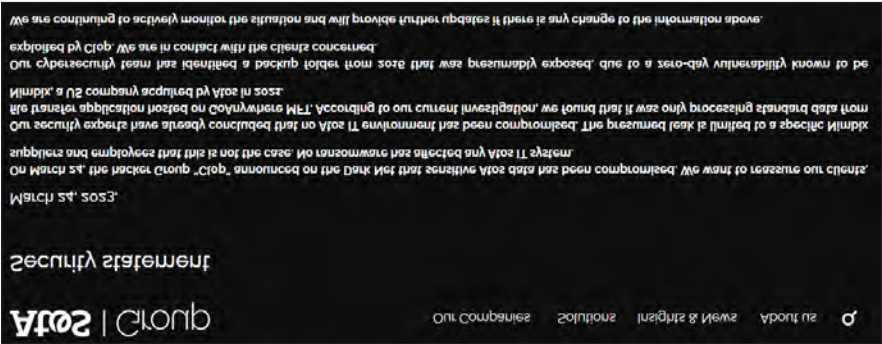 Atos | Group
Our Companies Solutions Insights & News About us
Security statement
March 24, 2023,
On March 24, the hacker Group "Clop" announced on the Dark Net that sensitive Atos data has been compromised. We want to reassure our clients,
suppliers and employees that this is not the case. No ransomware has affected any Atos IT system.
Our security experts have already concluded that no Atos IT environment has been compromised. The presumed leak is limited to a specific Nimbix
file transfer application hosted on GoAnywhere MFT. According to our current investigation, we found that it was only processing standard data from
Nimbix, a US company acquired by Atos in 2021.
Our cybersecurity team has identified a backup folder from 2016 that was presumably exposed, due to a zero-day vulnerability known to be
exploited by Clop. We are in contact with the clients concerned.
We are continuing to actively monitor the situation and will provide further updates if there is any change to the information above.